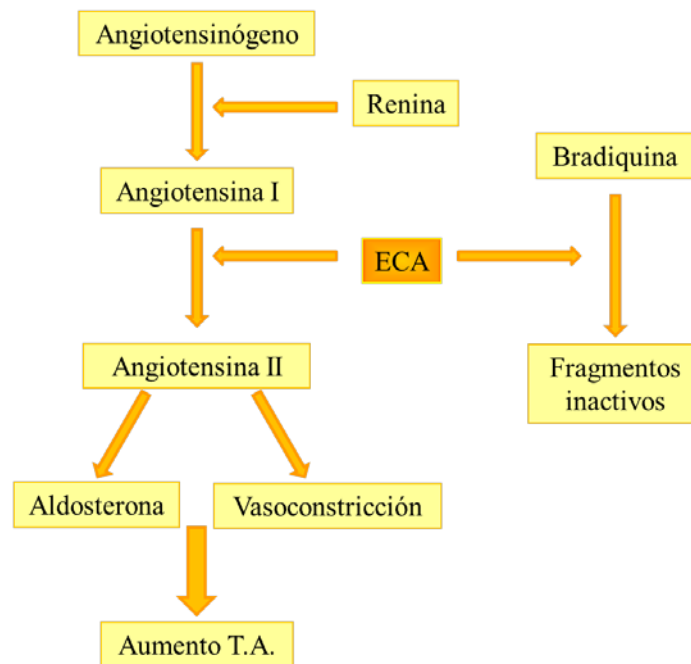 Angiotensinógeno
Renina
Bradiquina
Angiotensina I
ECA
Angiotensina II
Fragmentos
inactivos
Aldosterona
Vasoconstricción
Aumento T.A.